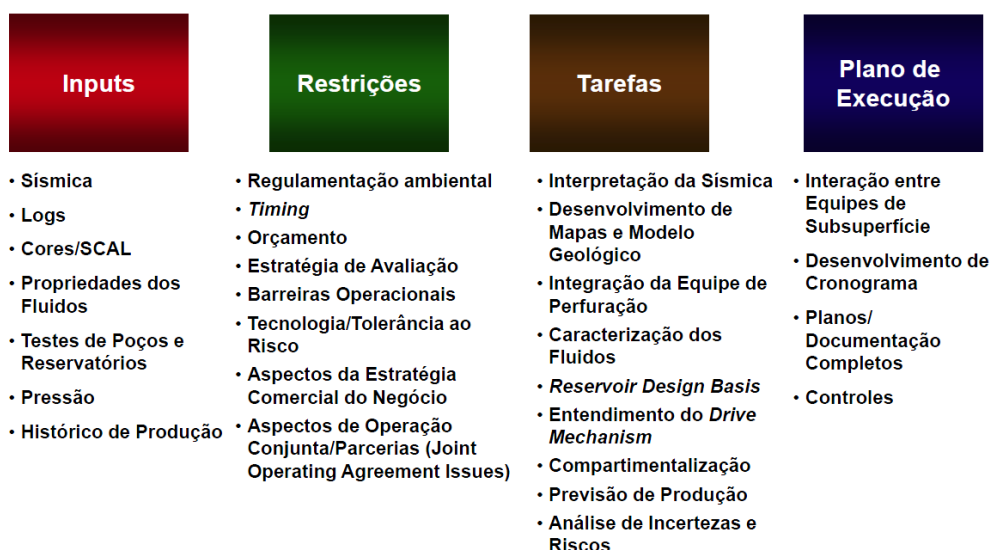 Inputs
• Sísmica
• Logs
• Cores/SCAL
• Propriedades dos
Fluidos
• Testes de Poços e
Reservatórios
• Pressão
• Histórico de Produção
Restrições
• Regulamentação ambiental
• Timing
• Orçamento
• Estratégia de Avaliação
• Barreiras Operacionais
• Tecnologia/Tolerância ao
Risco
• Aspectos da Estratégia
Comercial do Negócio
• Aspectos de Operação
Conjunta/Parcerias (Joint
Operating Agreement Issues)
Tarefas
• Interpretação da Sísmica
• Desenvolvimento de
Mapas e Modelo
Geológico
• Integração da Equipe de
Perfuração
• Caracterização dos
Fluidos
• Reservoir Design Basis
• Entendimento do Drive
Mechanism
• Compartimentalização
• Previsão de Produção
• Análise de Incertezas e
Riscos
Plano de
Execução
• Interação entre
Equipes de
Subsuperfície
• Desenvolvimento de
Cronograma
• Planos/
Documentação
Completos
• Controles